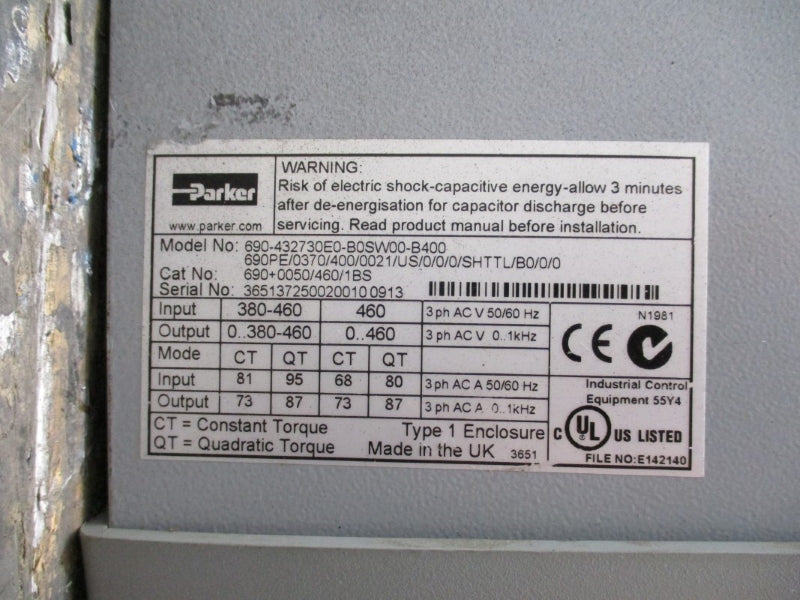 Parker
www.parker.com
WARNING:
Risk of electric shock-capacitive energy-allow 3 minutes
after de-energisation for capacitor discharge before
servicing. Read product manual before installation.
Model No: 690-432730E0-B0SW00-B400
690PE/0370/400/0021/US/0/0/0/SHTTL/B0/0/0
Cat No: 690+0050/460/1BS
Serial No: 365137250020010 0913
Input 380-460 460 3 ph AC V 50/60 Hz
Output 0..380-460 0..460 3 ph AC V 0..1kHz
Mode CT QT CT QT
Input 81 95 68 80 3 ph AC A 50/60 Hz
Output 73 87 73 87 3 ph AC A 0..1kHz
CT = Constant Torque Type 1 Enclosure
QT = Quadratic Torque Made in the UK 3651
N1981
CE
Industrial Control
Equipment 55Y4
C UL US LISTED
FILE NO:E142140